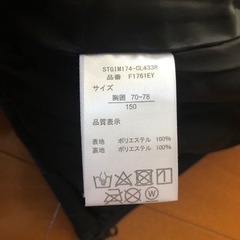 STGIM174-GL433R
品番 F1761EY
サイズ
胸囲 70-78
150
品質表示
表地 ポリエステル 100%
裏地 ポリエステル 100%